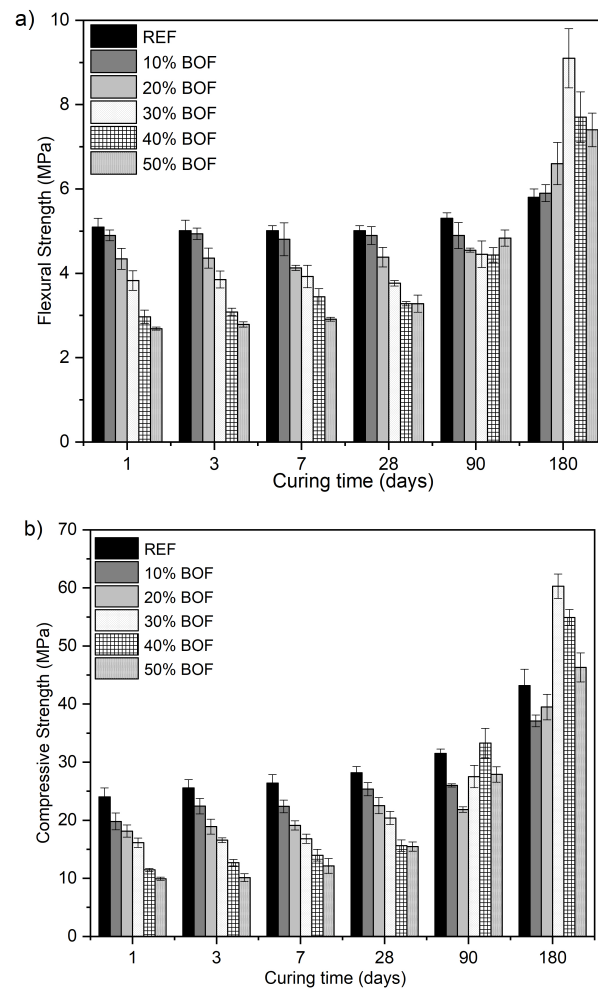 a)
10
8
6
4
2
0
Flexural Strength (MPa)
REF
10% BOF
20% BOF
30% BOF
40% BOF
50% BOF
1 3 7 28 90 180
Curing time (days)
b)
70
60
50
40
30
20
10
0
Compressive Strength (MPa)
REF
10% BOF
20% BOF
30% BOF
40% BOF
50% BOF
1 3 7 28 90 180
Curing time (days)